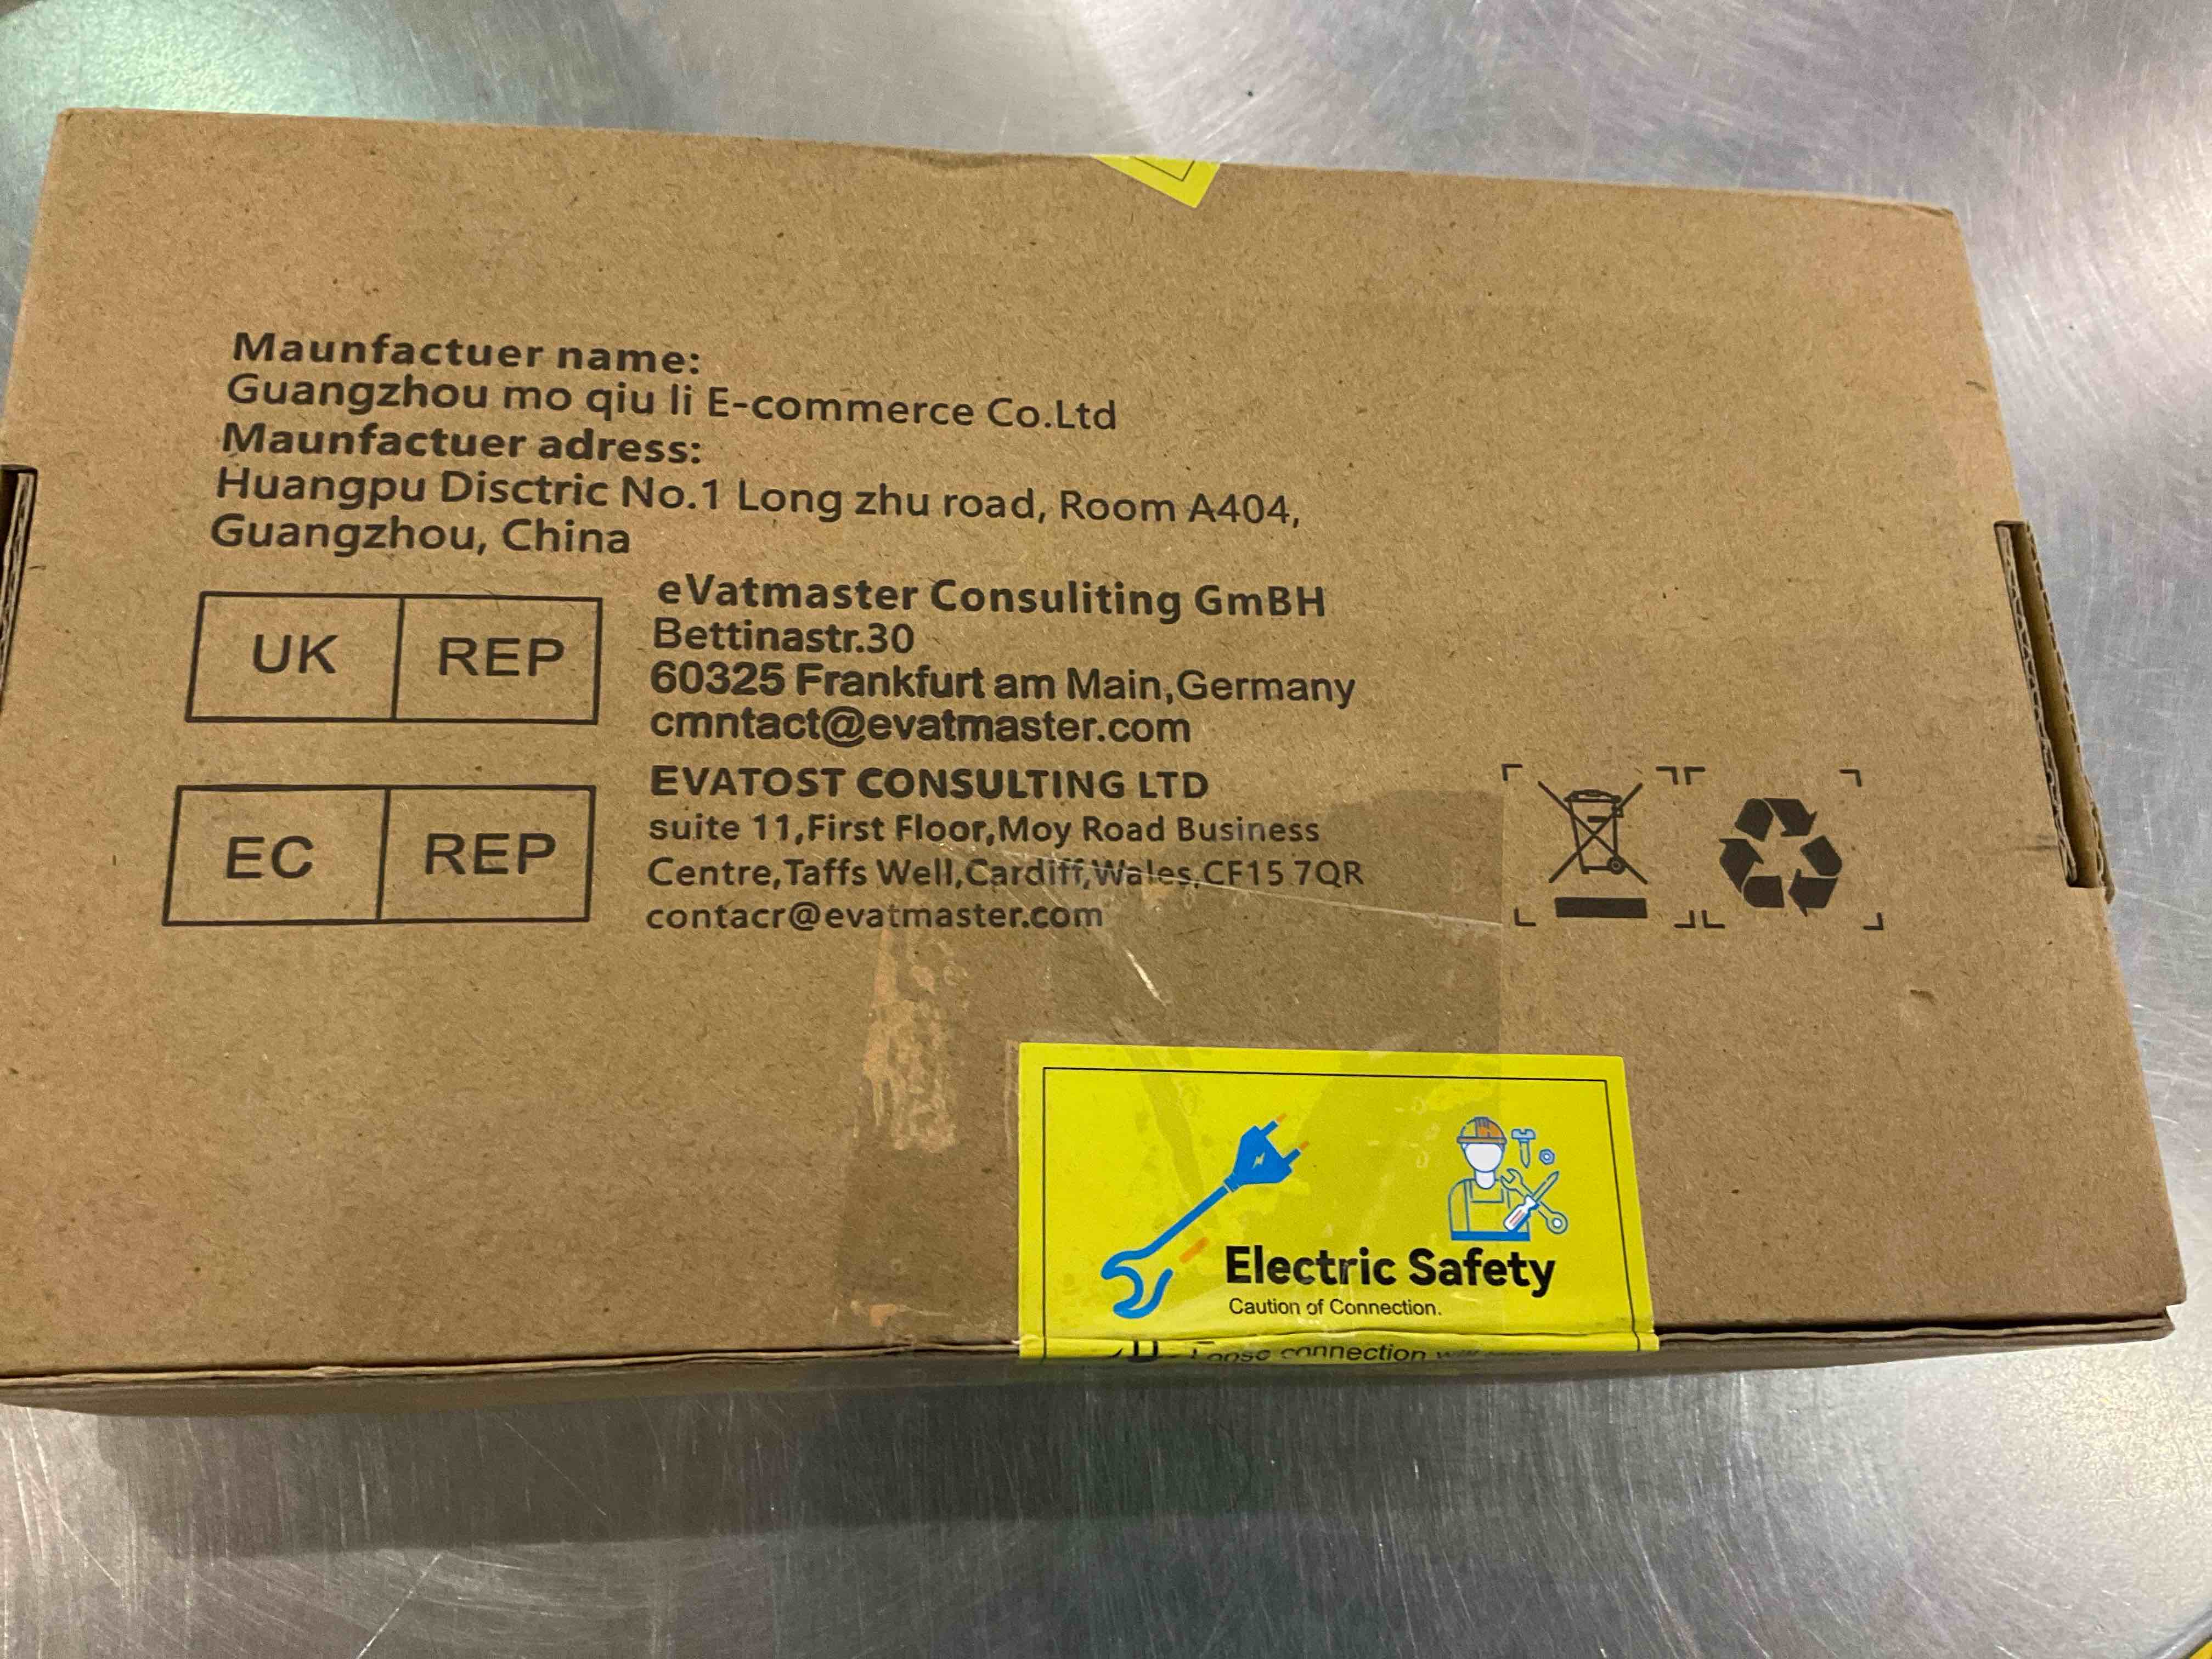 Maunfactuer name:
Guangzhou mo qiu li E-commerce Co.Ltd
Maunfactuer adress:
Huangpu Disctric No.1 Long zhu road, Room A404,
Guangzhou, China
UK REP
eVatmaster Consuliting GmBH
Bettinastr.30
60325 Frankfurt am Main,Germany
cmntact@evatmaster.com
EC REP
EVATOST CONSULTING LTD
suite 11,First Floor,Moy Road Business
Centre,Taffs Well,Cardiff,Wales,CF15 7QR
contacr@evatmaster.com
Electric Safety
Caution of Connection.
Loose connection